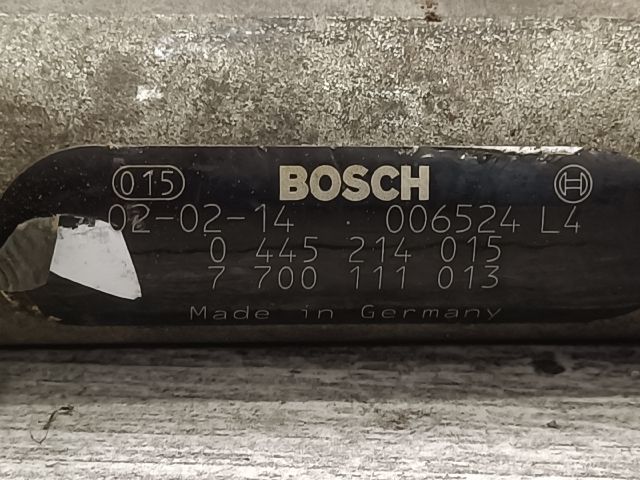 015 BOSCH
02-02-14 · 006524 L4
0 445 214 015
7 700 111 013
Made in Germany